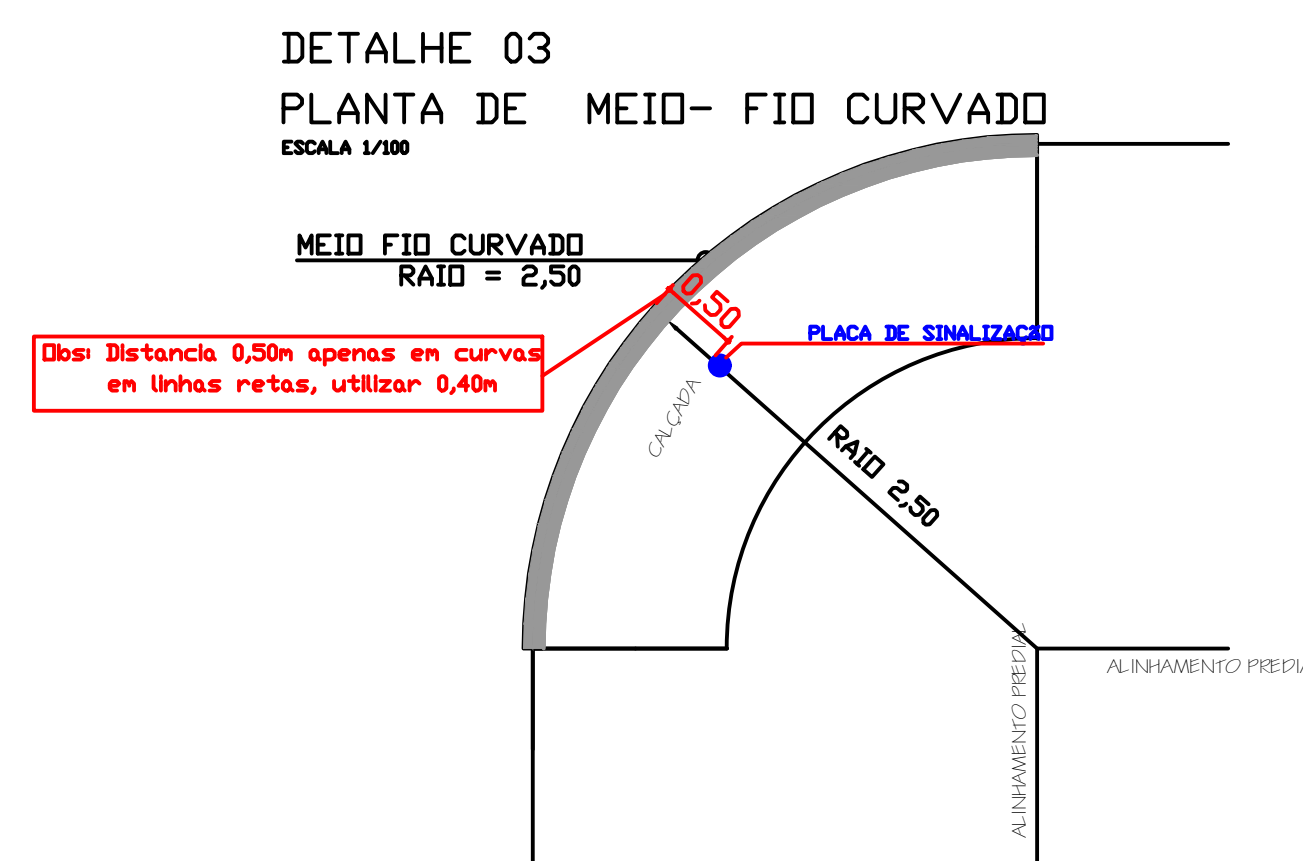 DETALHE 03
PLANTA DE MEIO- FIO CURVADO
ESCALA 1/100
MEIO FIO CURVADO
RAIO = 2,50
0,50
PLACA DE SINALIZAÇÃO
Obs: Distancia 0,50m apenas em curvas
em linhas retas, utilizar 0,40m
CALÇADA
RAIO 2,50
ALINHAMENTO PREDIAL
ALINHAMENTO PREDIA